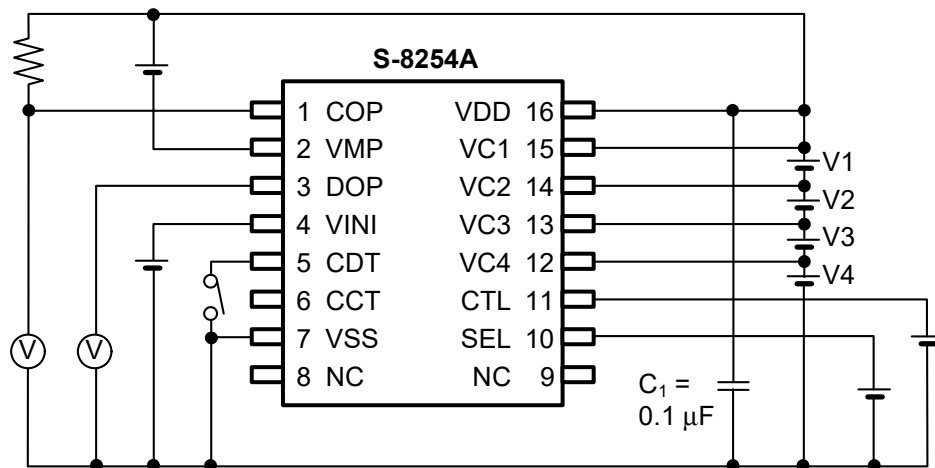 S-8254A
1 COP VDD 16
2 VMP VC1 15
3 DOP VC2 14
4 VINI VC3 13
5 CDT VC4 12
6 CCT CTL 11
7 VSS SEL 10
8 NC NC 9
V1
V2
V3
V4
V
V
C₁ =
0.1 μF